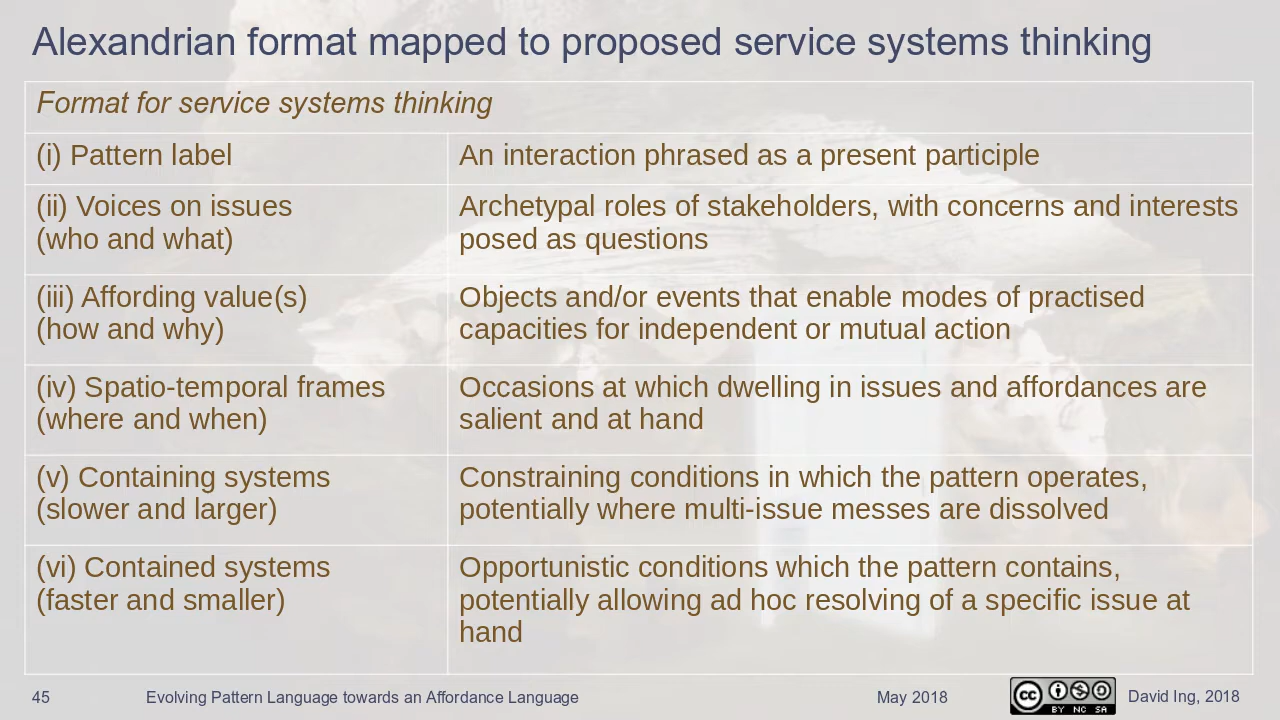 Alexandrian format mapped to proposed service systems thinking
Format for service systems thinking
(i) Pattern label
An interaction phrased as a present participle
(ii) Voices on issues
(who and what)
Archetypal roles of stakeholders, with concerns and interests
posed as questions
(iii) Affording value(s)
(how and why)
Objects and/or events that enable modes of practised
capacities for independent or mutual action
(iv) Spatio-temporal frames
(where and when)
Occasions at which dwelling in issues and affordances are
salient and at hand
(v) Containing systems
(slower and larger)
Constraining conditions in which the pattern operates,
potentially where multi-issue messes are dissolved
(vi) Contained systems
(faster and smaller)
Opportunistic conditions which the pattern contains,
potentially allowing ad hoc resolving of a specific issue at
hand
45
Evolving Pattern Language towards an Affordance Language
May 2018
cc
BY NC SA
David Ing, 2018